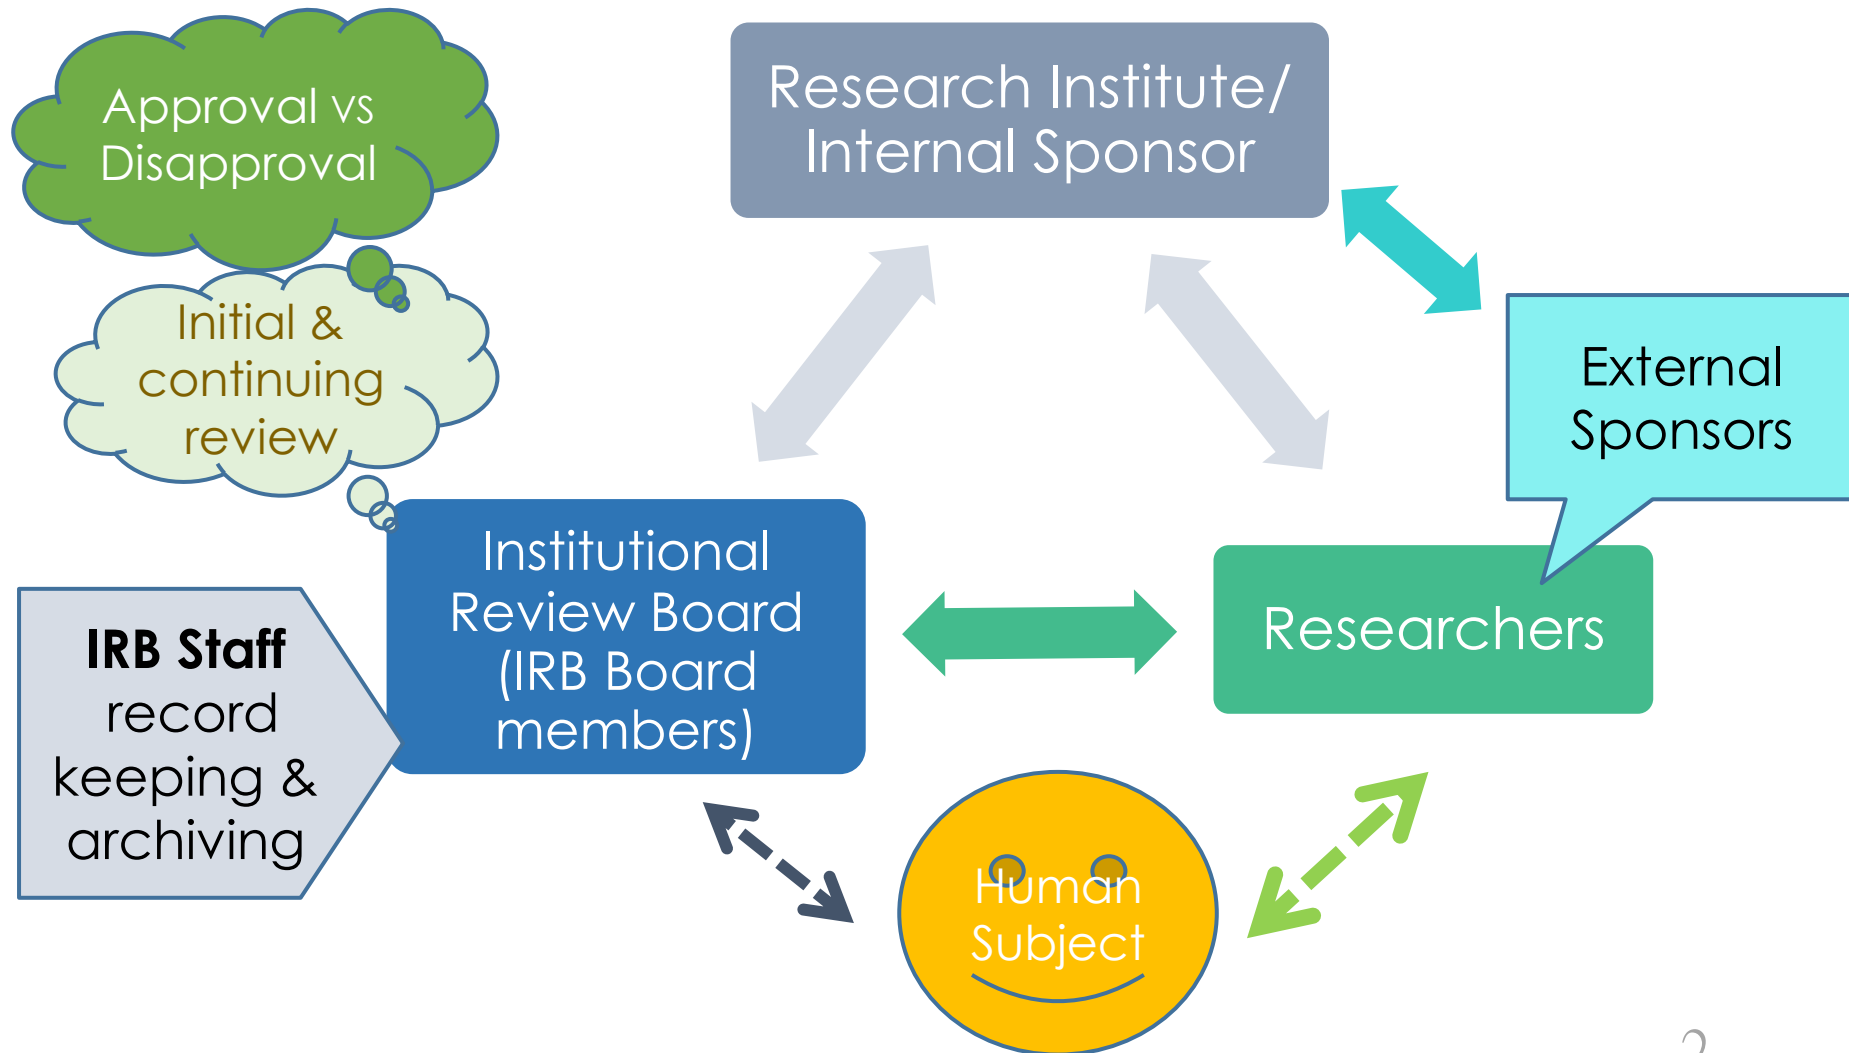 Approval vs
Disapproval
Research Institute/
Internal Sponsor
Initial &
continuing
review
External
Sponsors
Institutional
Review Board
(IRB Board
members)
Researchers
IRB Staff
record
keeping &
archiving
Human
Subject